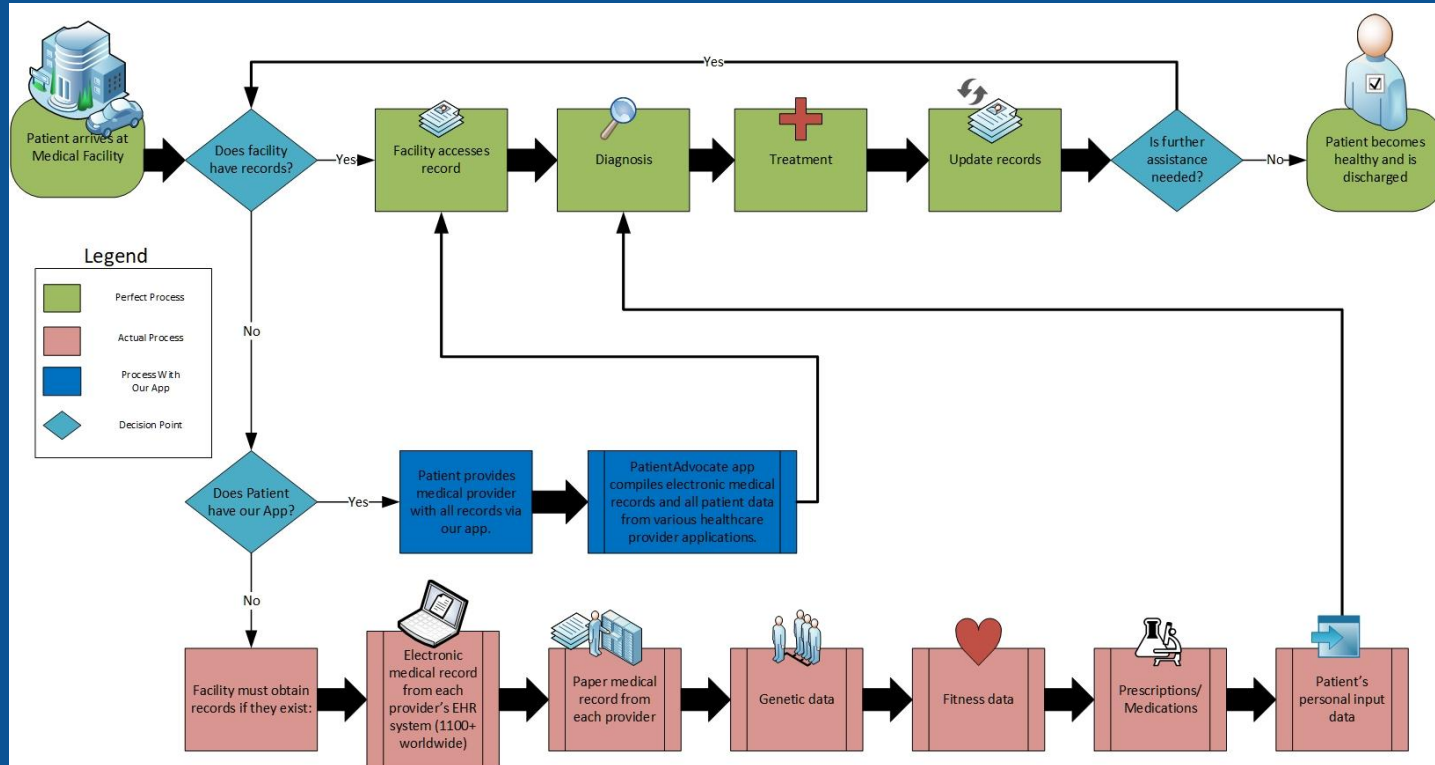 Yes
Patient arrives at
Medical Facility
Does facility
have records?
Yes
Facility accesses
record
Diagnosis
Treatment
Update records
Is further
assistance
needed?
No
Patient becomes
healthy and is
discharged
Legend
Perfect Process
Actual Process
Process With
Our App
Decision Point
No
Does Patient
have our App?
Yes
Patient provides
medical provider
with all records via
our app.
PatientAdvocate app
compiles electronic medical
records and all patient data
from various healthcare
provider applications.
No
Facility must obtain
records if they exist:
Electronic
medical record
from each
provider's EHR
system (1100+
worldwide)
Paper medical
record from
each provider
Genetic data
Fitness data
Prescriptions/
Medications
Patient's
personal input
data